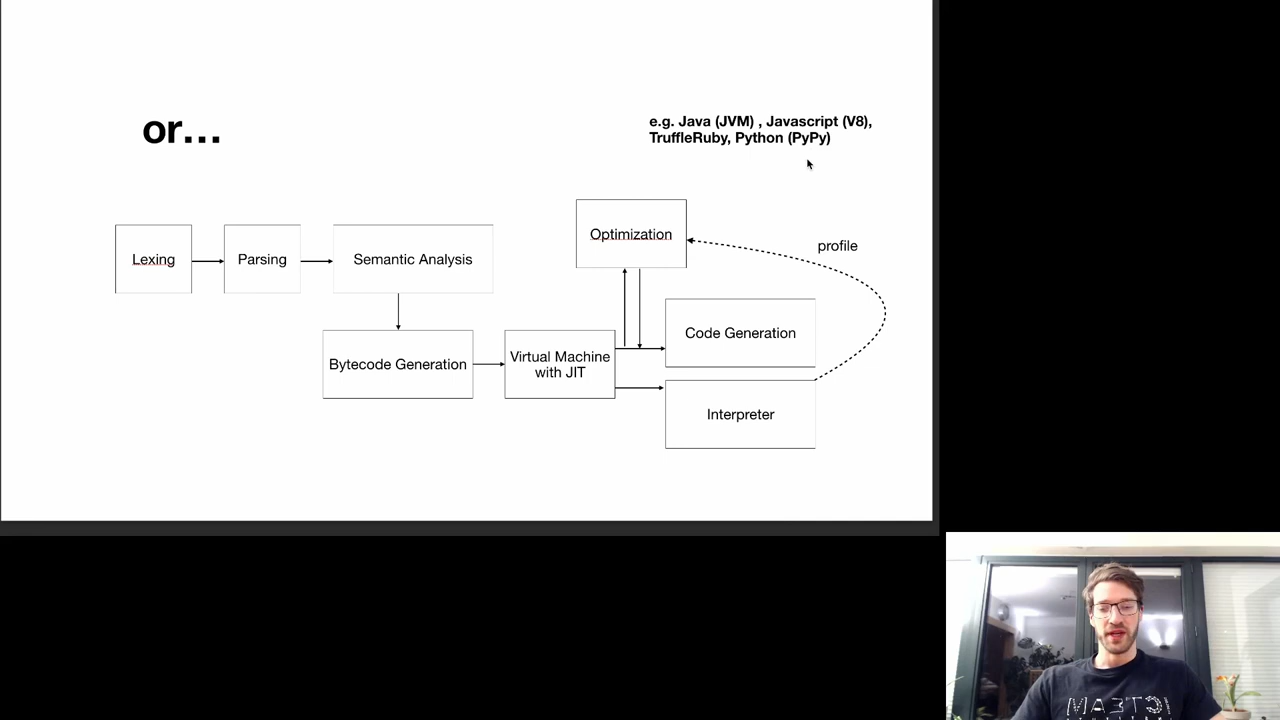 or...
e.g. Java (JVM) , Javascript (V8),
TruffleRuby, Python (PyPy)
Optimization
profile
Lexing
Parsing
Semantic Analysis
Code Generation
Bytecode Generation
Virtual Machine
with JIT
Interpreter